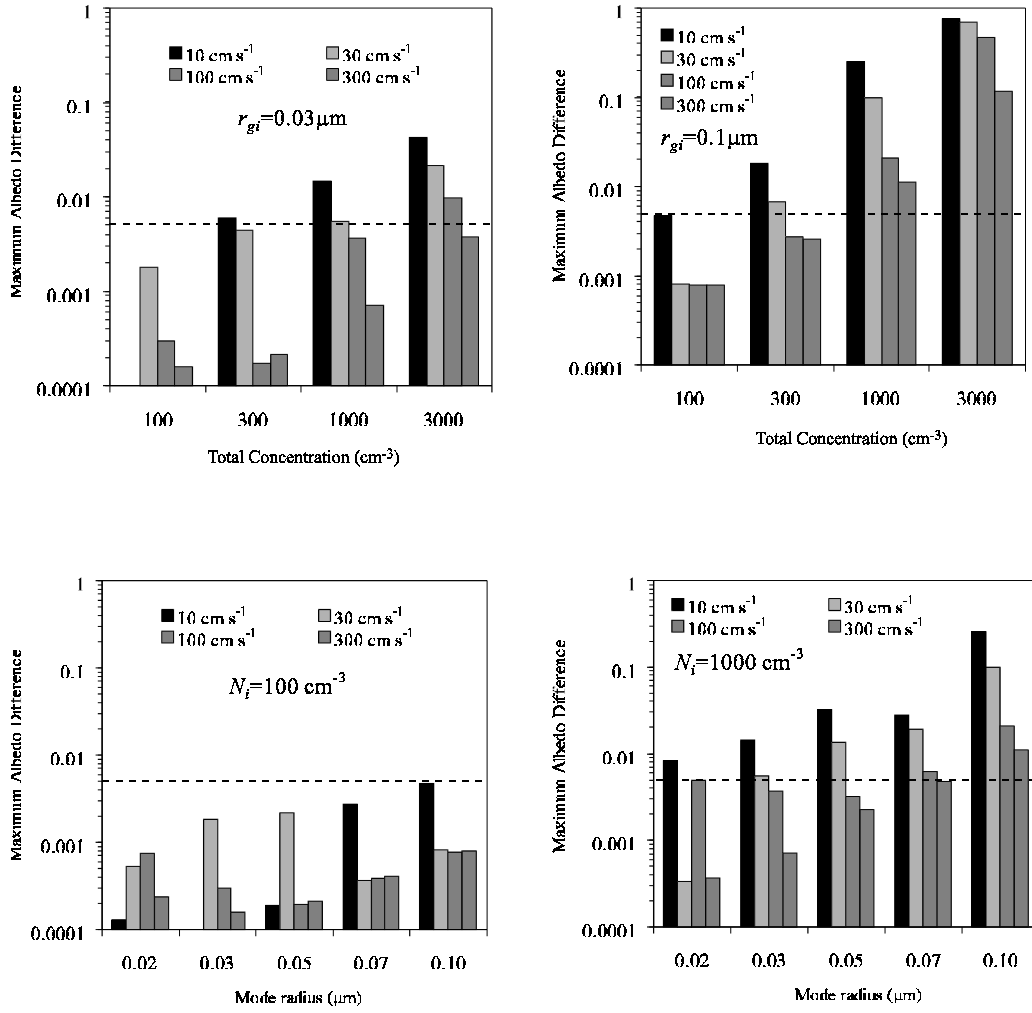 1
0.1
0.01
0.001
0.0001
Maximum Albedo Difference
10 cm s-1 30 cm s-1
100 cm s-1 300 cm s-1
rgi=0.03µm
100 300 1000 3000
Total Concentration (cm-3)
1
0.1
0.01
0.001
0.0001
Maximum Albedo Difference
10 cm s-1
30 cm s-1
100 cm s-1
300 cm s-1
rgi=0.1µm
100 300 1000 3000
Total Concentration (cm-3)
1
0.1
0.01
0.001
0.0001
Maximum Albedo Difference
10 cm s-1 30 cm s-1
100 cm s-1 300 cm s-1
Ni=100 cm-3
0.02 0.03 0.05 0.07 0.10
Mode radius (µm)
1
0.1
0.01
0.001
0.0001
Maximum Albedo Difference
10 cm s-1 30 cm s-1
100 cm s-1 300 cm s-1
Ni=1000 cm-3
0.02 0.03 0.05 0.07 0.10
Mode radius (µm)